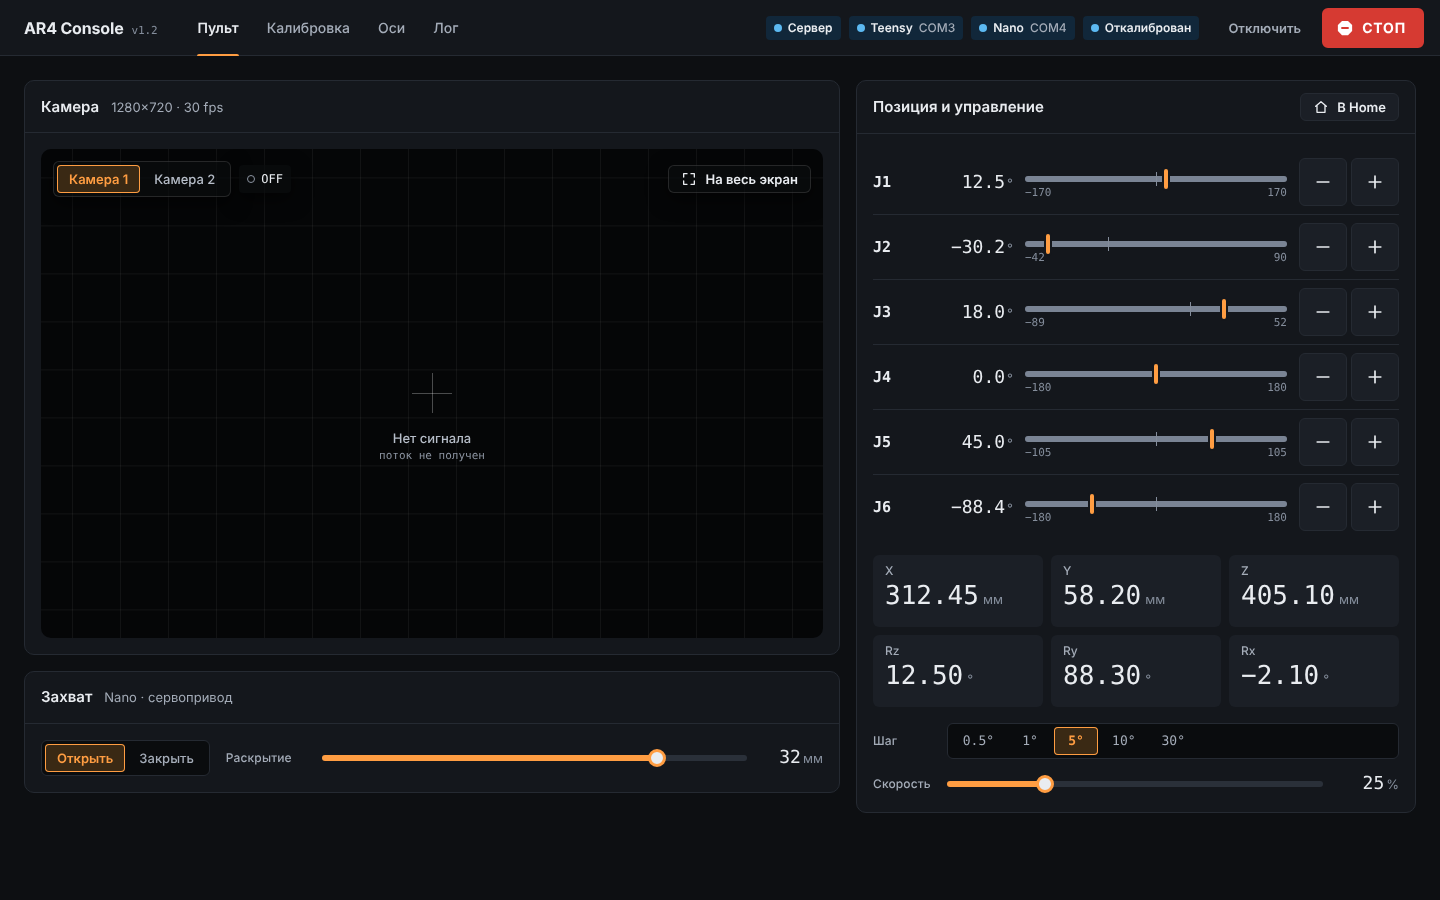 AR4 Console v1.2 Пульт Калибровка Оси Лог Сервер Teensy COM3 Nano COM4 Откалиброван Отключить СТОП
Камера 1280×720 · 30 fps
Камера 1 Камера 2 OFF На весь экран
Нет сигнала
поток не получен
Захват Nano · сервопривод
Открыть Закрыть Раскрытие 32 мм
Позиция и управление В Home
J1 12.5° −170 170 − +
J2 −30.2° −42 90 − +
J3 18.0° −89 52 − +
J4 0.0° −180 180 − +
J5 45.0° −105 105 − +
J6 −88.4° −180 180 − +
X Y Z
312.45 мм 58.20 мм 405.10 мм
Rz Ry Rx
12.50 ° 88.30 ° −2.10 °
Шаг 0.5° 1° 5° 10° 30°
Скорость 25 %